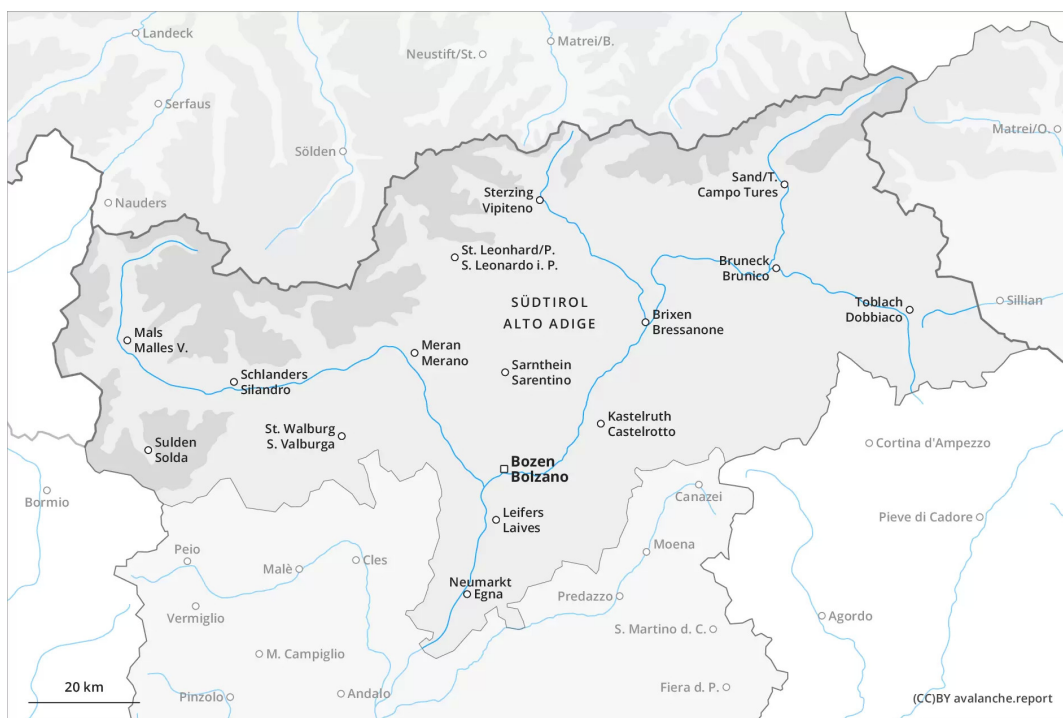 Landeck
Neustift/St.
Matrei/B.
Serfaus
Matrei/O.
Sölden
Sand/T.
Campo Tures
Sterzing
Vipiteno
Nauders
St. Leonhard/P.
S. Leonardo i. P.
Bruneck
Brunico
SÜDTIROL
ALTO ADIGE
Toblach
Dobbiaco
Sillian
Brixen
Bressanone
Mals
Malles V.
Meran
Merano
Sarnthein
Sarentino
Schlanders
Silandro
Kastelruth
Castelrotto
St. Walburg
S. Valburga
Sulden
Solda
Cortina d'Ampezzo
Bozen
Bolzano
Bormio
Canazei
Leifers
Laives
Pieve di Cadore
Peio
Cles
Moena
Malè
Neumarkt
Egna
Predazzo
Vermiglio
Agordo
S. Martino d. C.
M. Campiglio
20 km
Pinzolo
Andalo
Fiera d. P.
(CC)BY avalanche.report